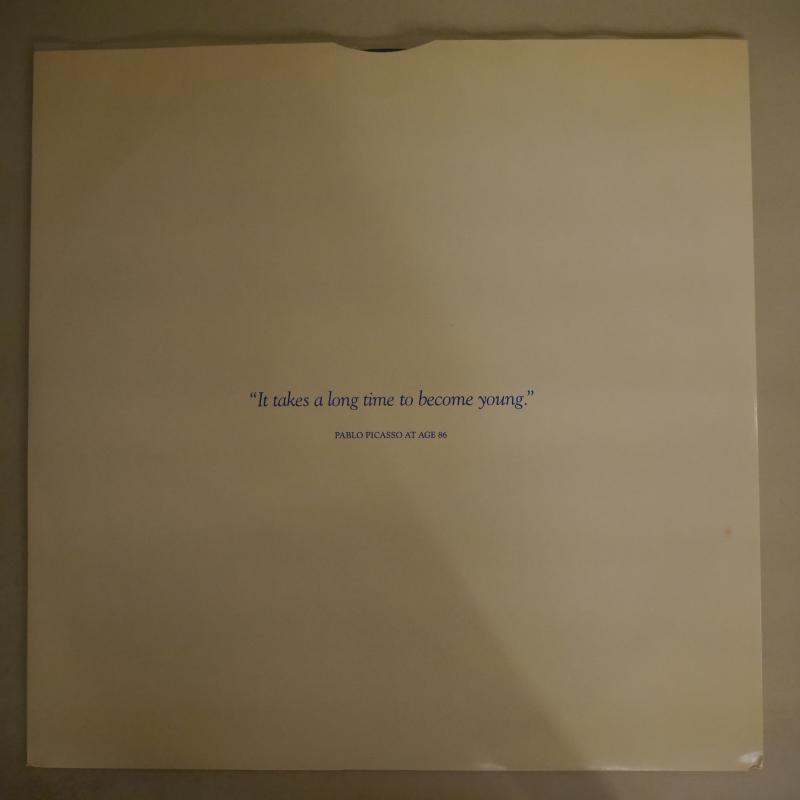 “It takes a long time to become young.”
PABLO PICASSO AT AGE 86